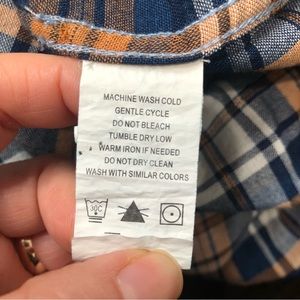 MACHINE WASH COLD
GENTLE CYCLE
DO NOT BLEACH
TUMBLE DRY LOW
WARM IRON IF NEEDED
DO NOT DRY CLEAN
WASH WITH SIMILAR COLORS
30C